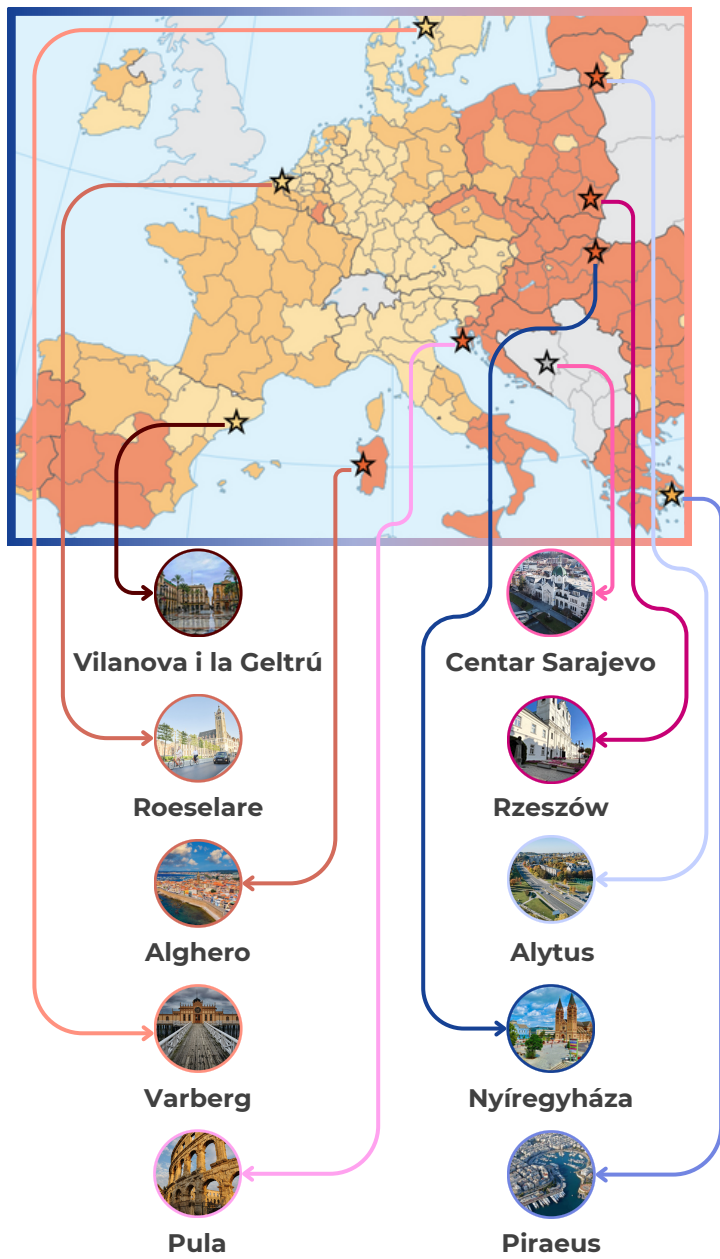 Vilanova i la Geltrú
Centar Sarajevo
Roeselare
Rzeszów
Alghero
Alytus
Varberg
Nyíregyháza
Pula
Piraeus